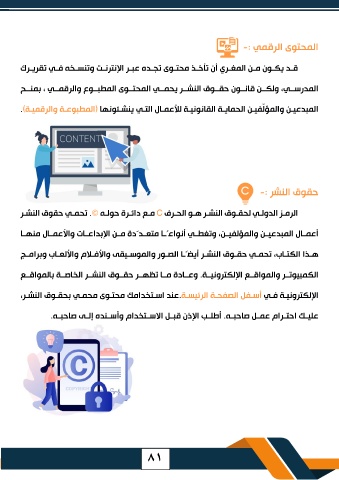 المحتوى الرقمي :-
قد يكون من المغري أن تأخذ محتوى تجده عبر الإنترنت وتنسخه في تقريرك
المدرسي، ولكن قانون حقوق النشر يحمي المحتوى المطبوع والرقمي ، بمنح
المبدعين والمؤلفين الحماية القانونية للأعمال التي ينشئونها (المطبوعة والرقمية).
CONTENT
حقوق النشر :-
C
الرمز الدولي لحقوق النشر هو الحرف C مع دائرة حوله ©. تحمي حقوق النشر
أعمال المبدعين والمؤلفين، وتغطي أنواعًا متعددة من الإبداعات والأعمال منها
هذا الكتاب، تحمي حقوق النشر أيضًا الصور والموسيقى والأفلام والألعاب وبرامج
الكمبيوتر والمواقع الإلكترونية. وعادة ما تظهر حقوق النشر الخاصة بالمواقع
الإلكترونية في أسفل الصفحة الرئيسة.عند استخدامك محتوى محمي بحقوق النشر،
عليك احترام عمل صاحبه. أطلب الإذن قبل الاستخدام وأسنده إلى صاحبه.
©
٨١